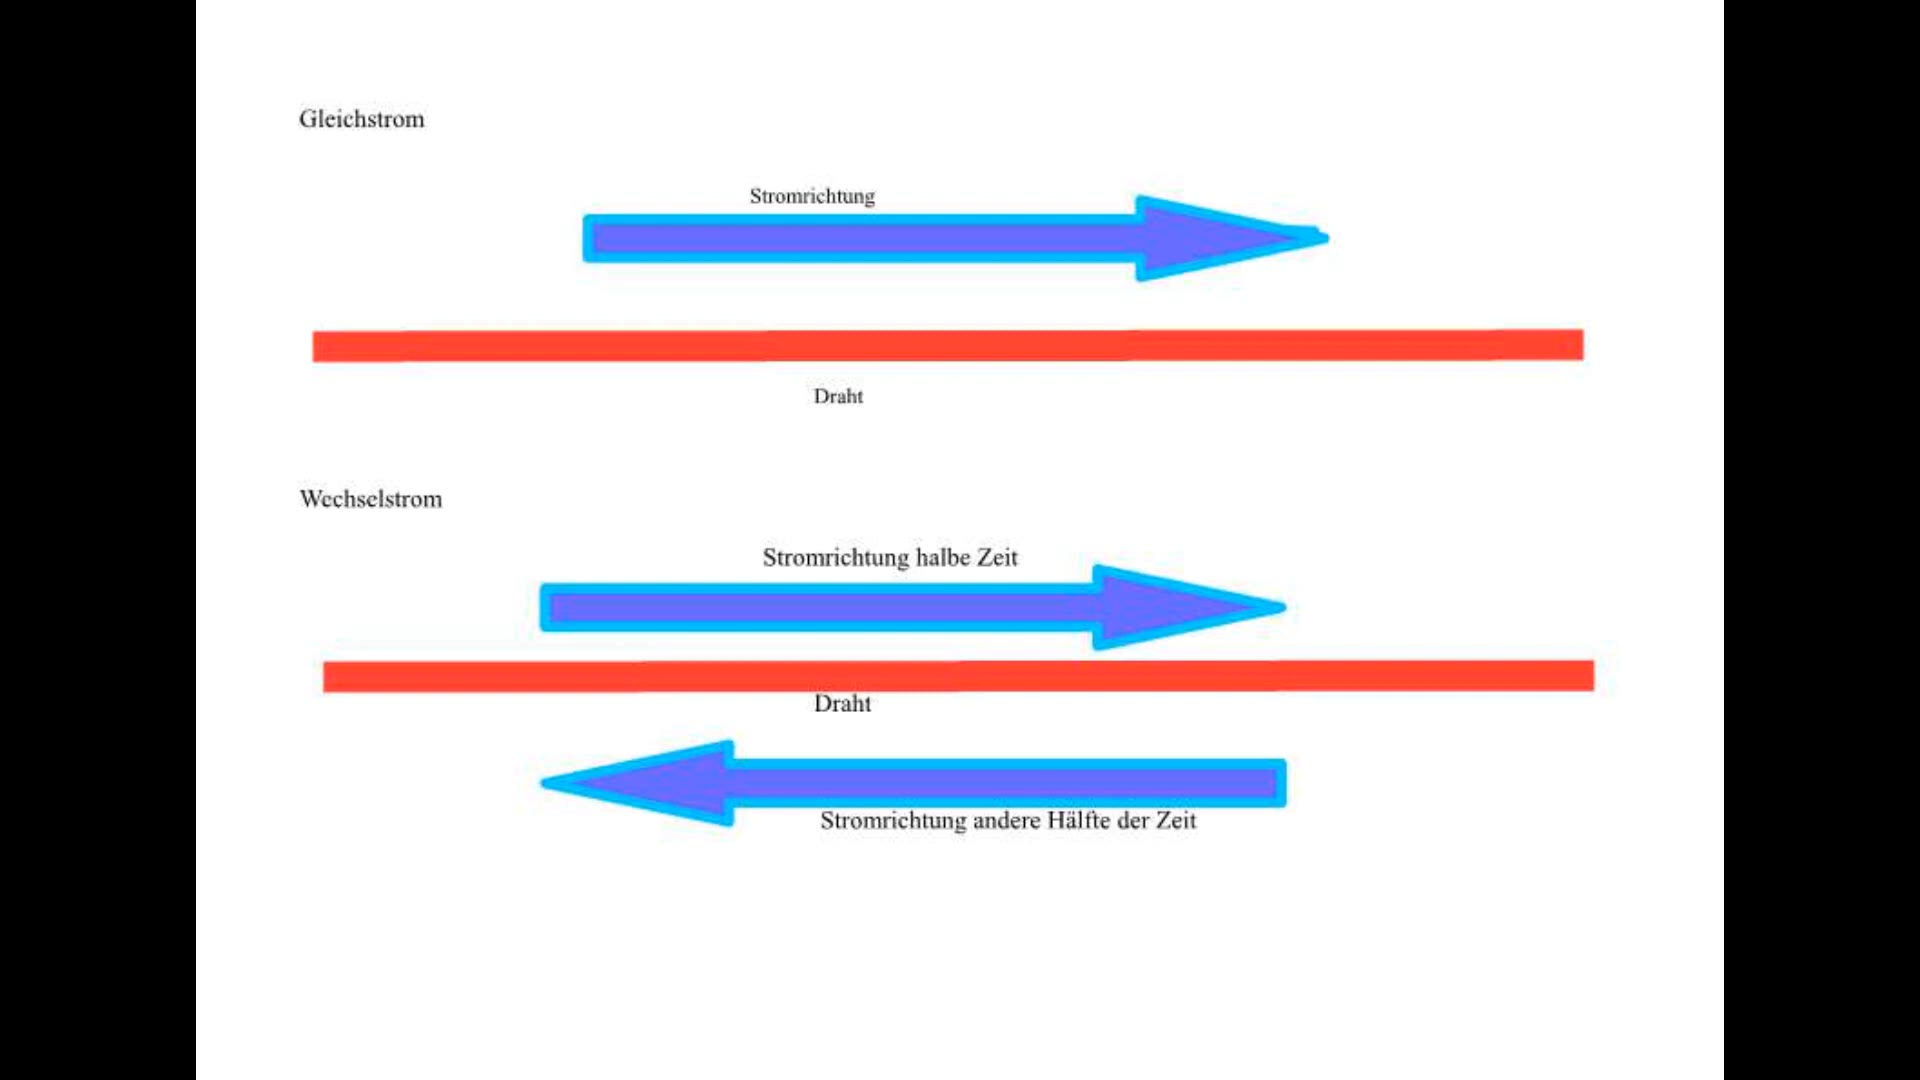 Gleichstrom
Stromrichtung
Draht
Wechselstrom
Stromrichtung halbe Zeit
Draht
Stromrichtung andere Hälfte der Zeit